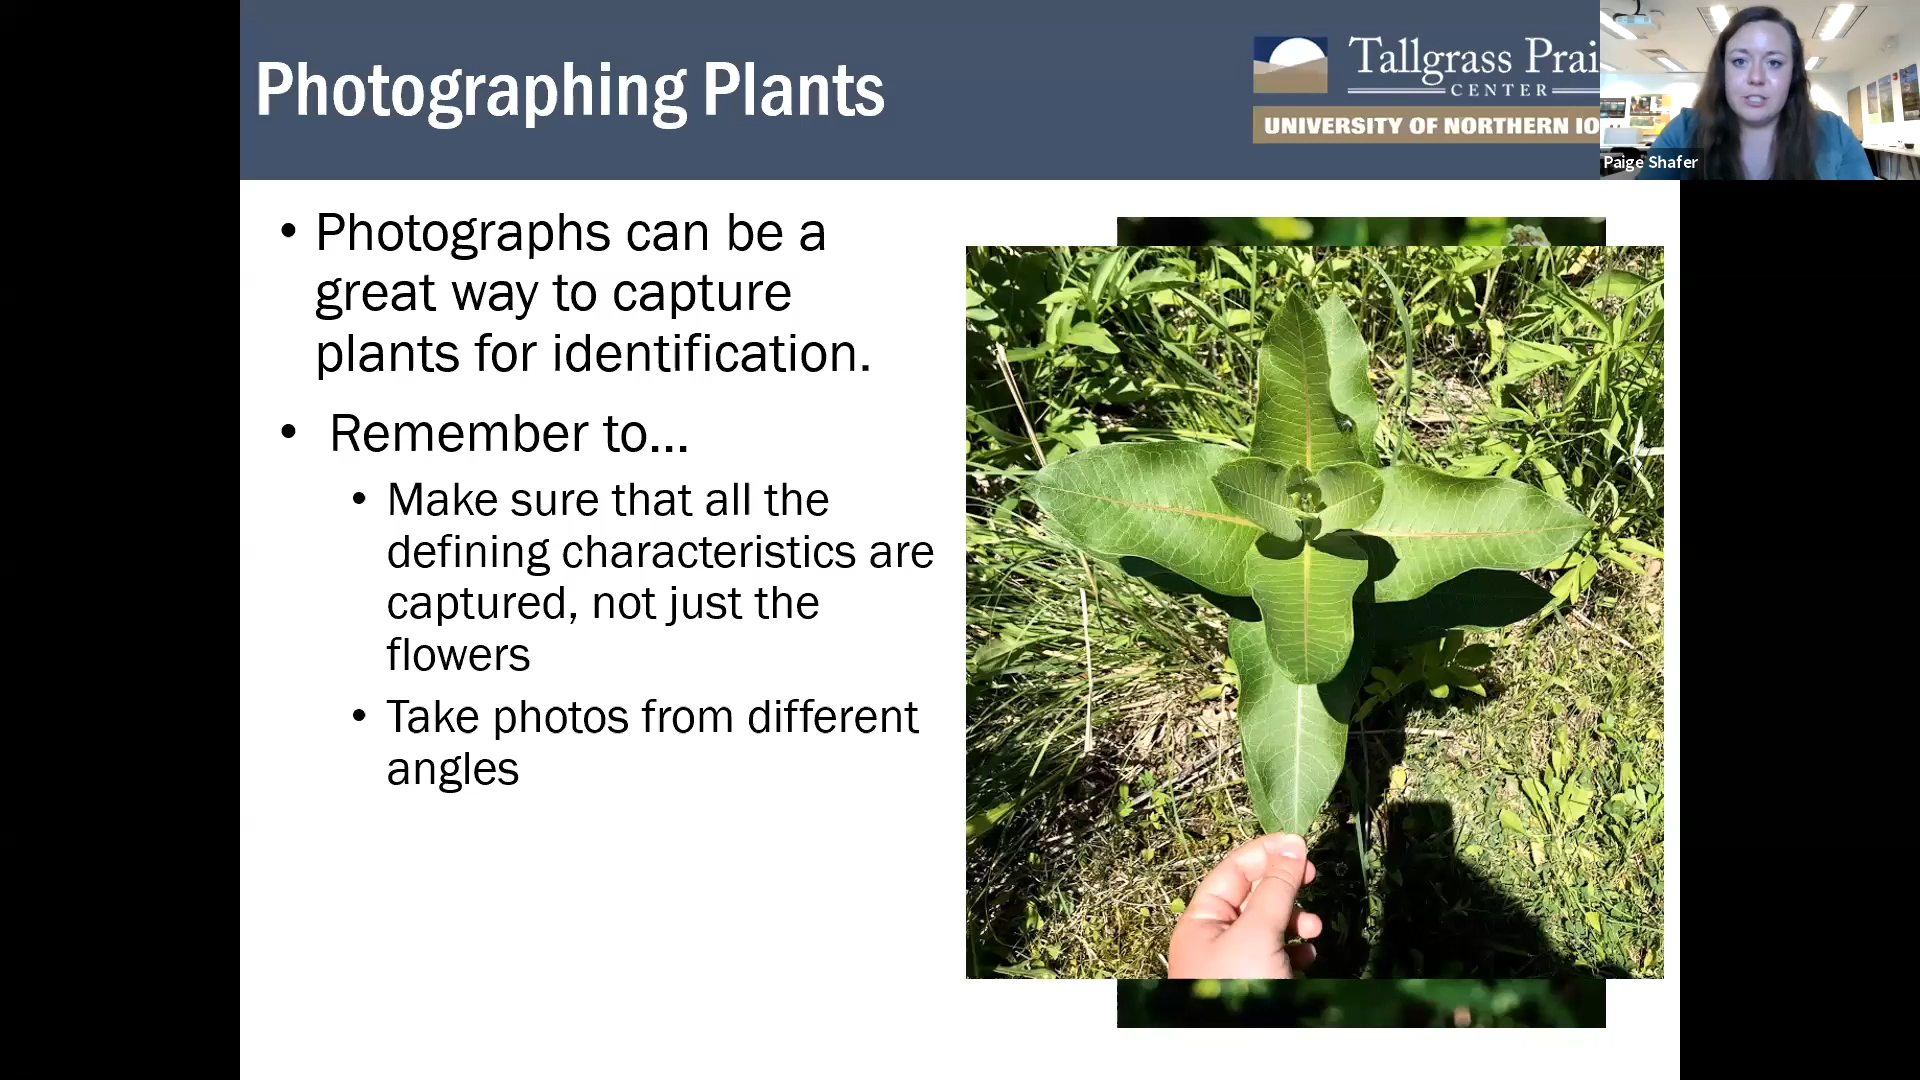 Photographing Plants
Tallgrass Prai
CENTER
UNIVERSITY OF NORTHERN IO
Paige Shafer
• Photographs can be a
great way to capture
plants for identification.
• Remember to...
• Make sure that all the
defining characteristics are
captured, not just the
flowers
• Take photos from different
angles